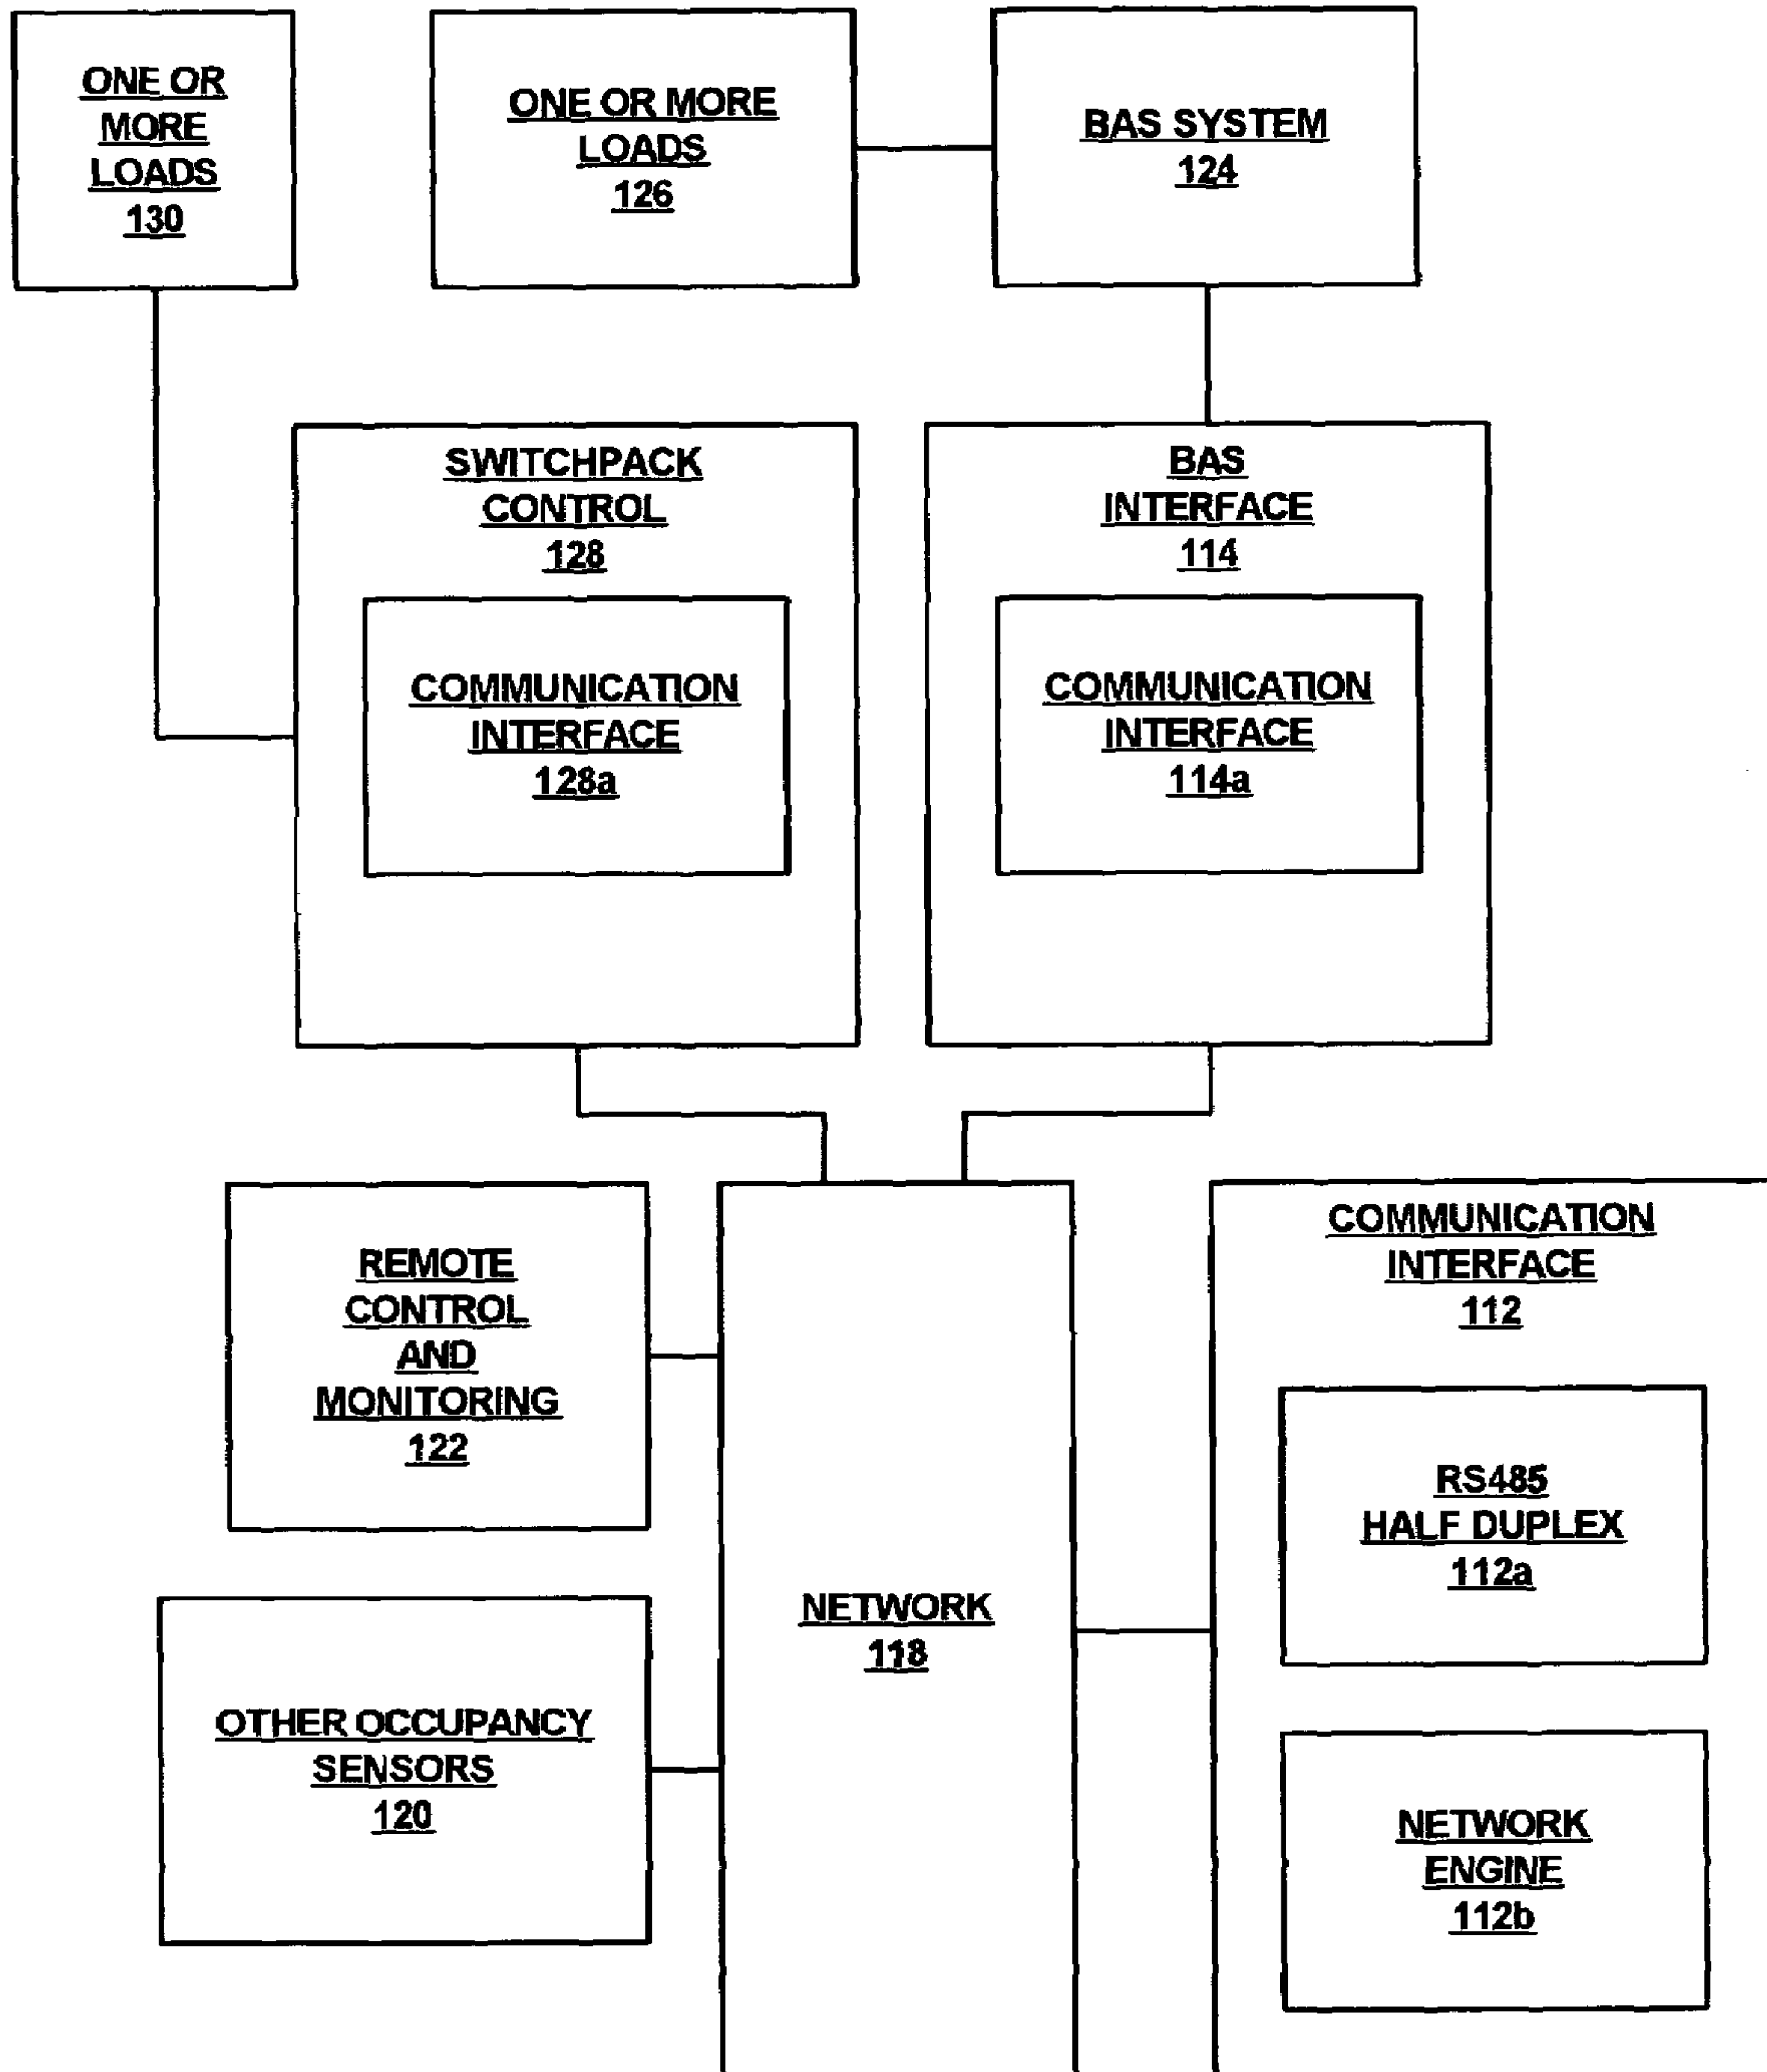 ONE OR
MORE
LOADS
130
ONE OR MORE
LOADS
126
BAS SYSTEM
124
SWITCHPACK
CONTROL
128
COMMUNICATION
INTERFACE
128a
BAS
INTERFACE
114
COMMUNICATION
INTERFACE
114a
REMOTE
CONTROL
AND
MONITORING
122
OTHER OCCUPANCY
SENSORS
120
NETWORK
118
COMMUNICATION
INTERFACE
112
RS485
HALF DUPLEX
112a
NETWORK
ENGINE
112b